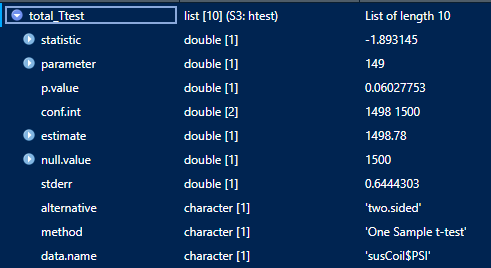 total_Ttest list [10] (S3: htest) List of length 10
statistic double [1] -1.893145
parameter double [1] 149
p.value double [1] 0.06027753
conf.int double [2] 1498 1500
estimate double [1] 1498.78
null.value double [1] 1500
stderr double [1] 0.6444303
alternative character [1] 'two.sided'
method character [1] 'One Sample t-test'
data.name character [1] 'susCoil$PSI'